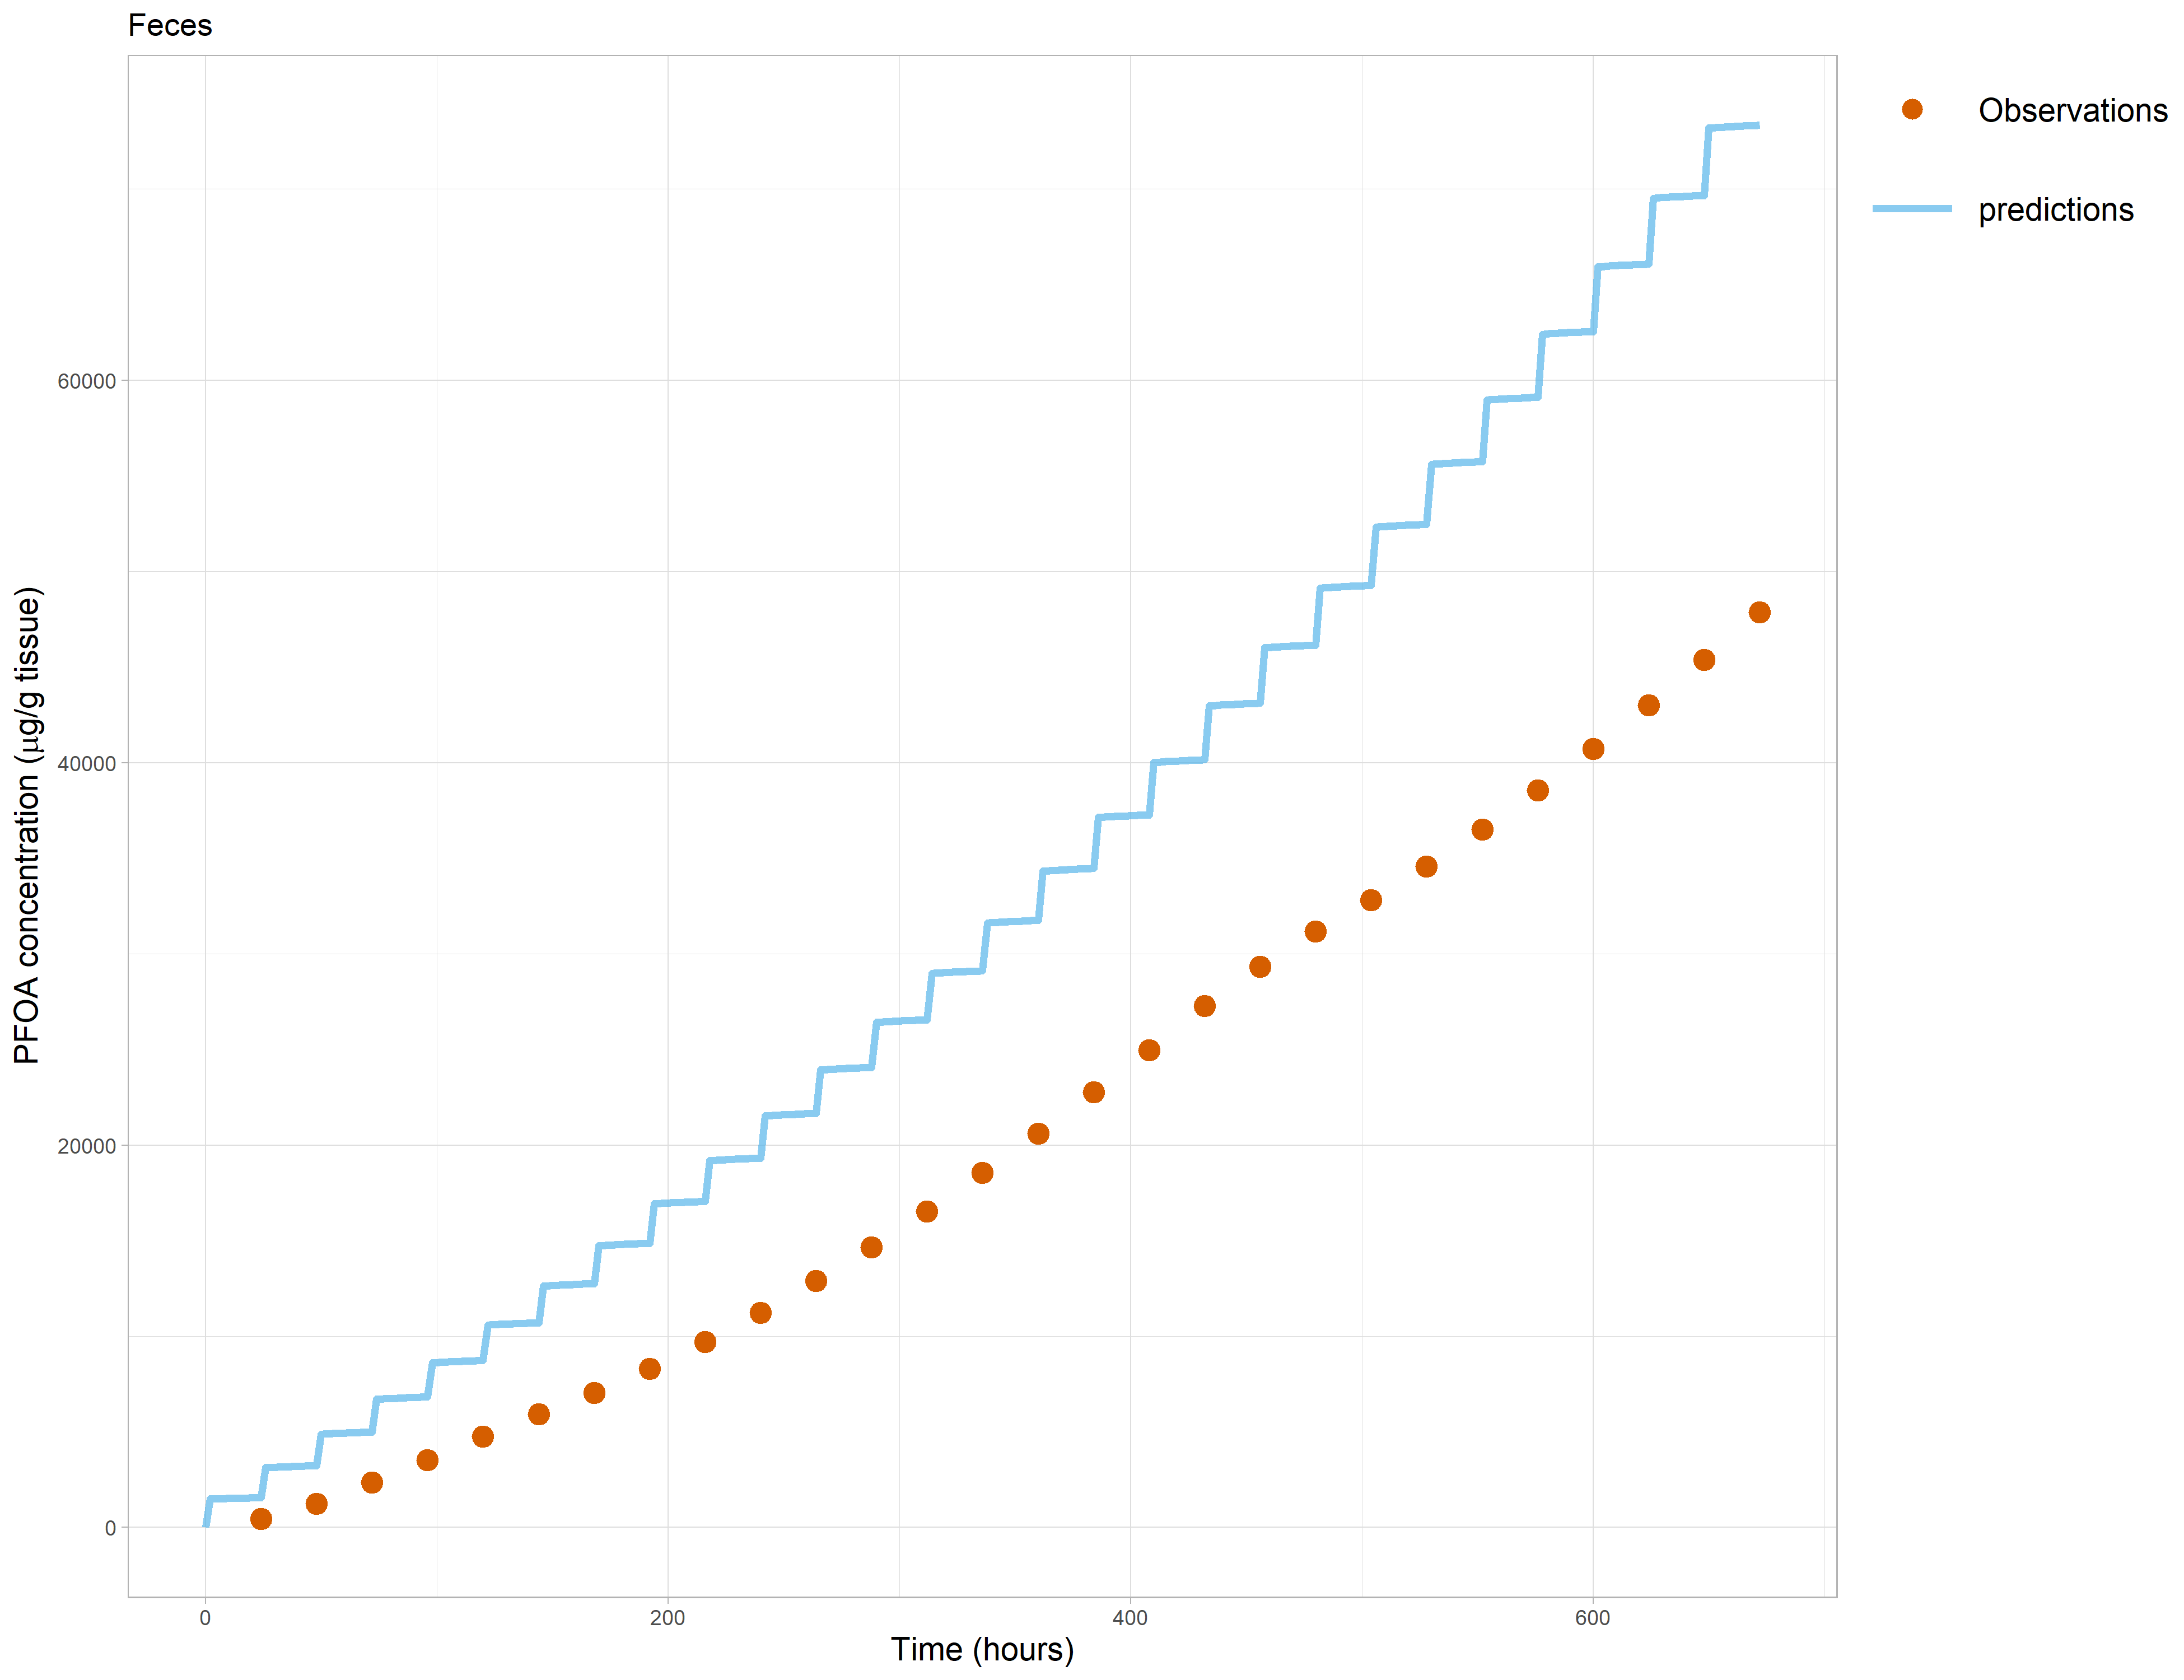 Feces
Observations
predictions
PFOA concentration (μg/g tissue)
60000
40000
20000
0
0 200 400 600
Time (hours)